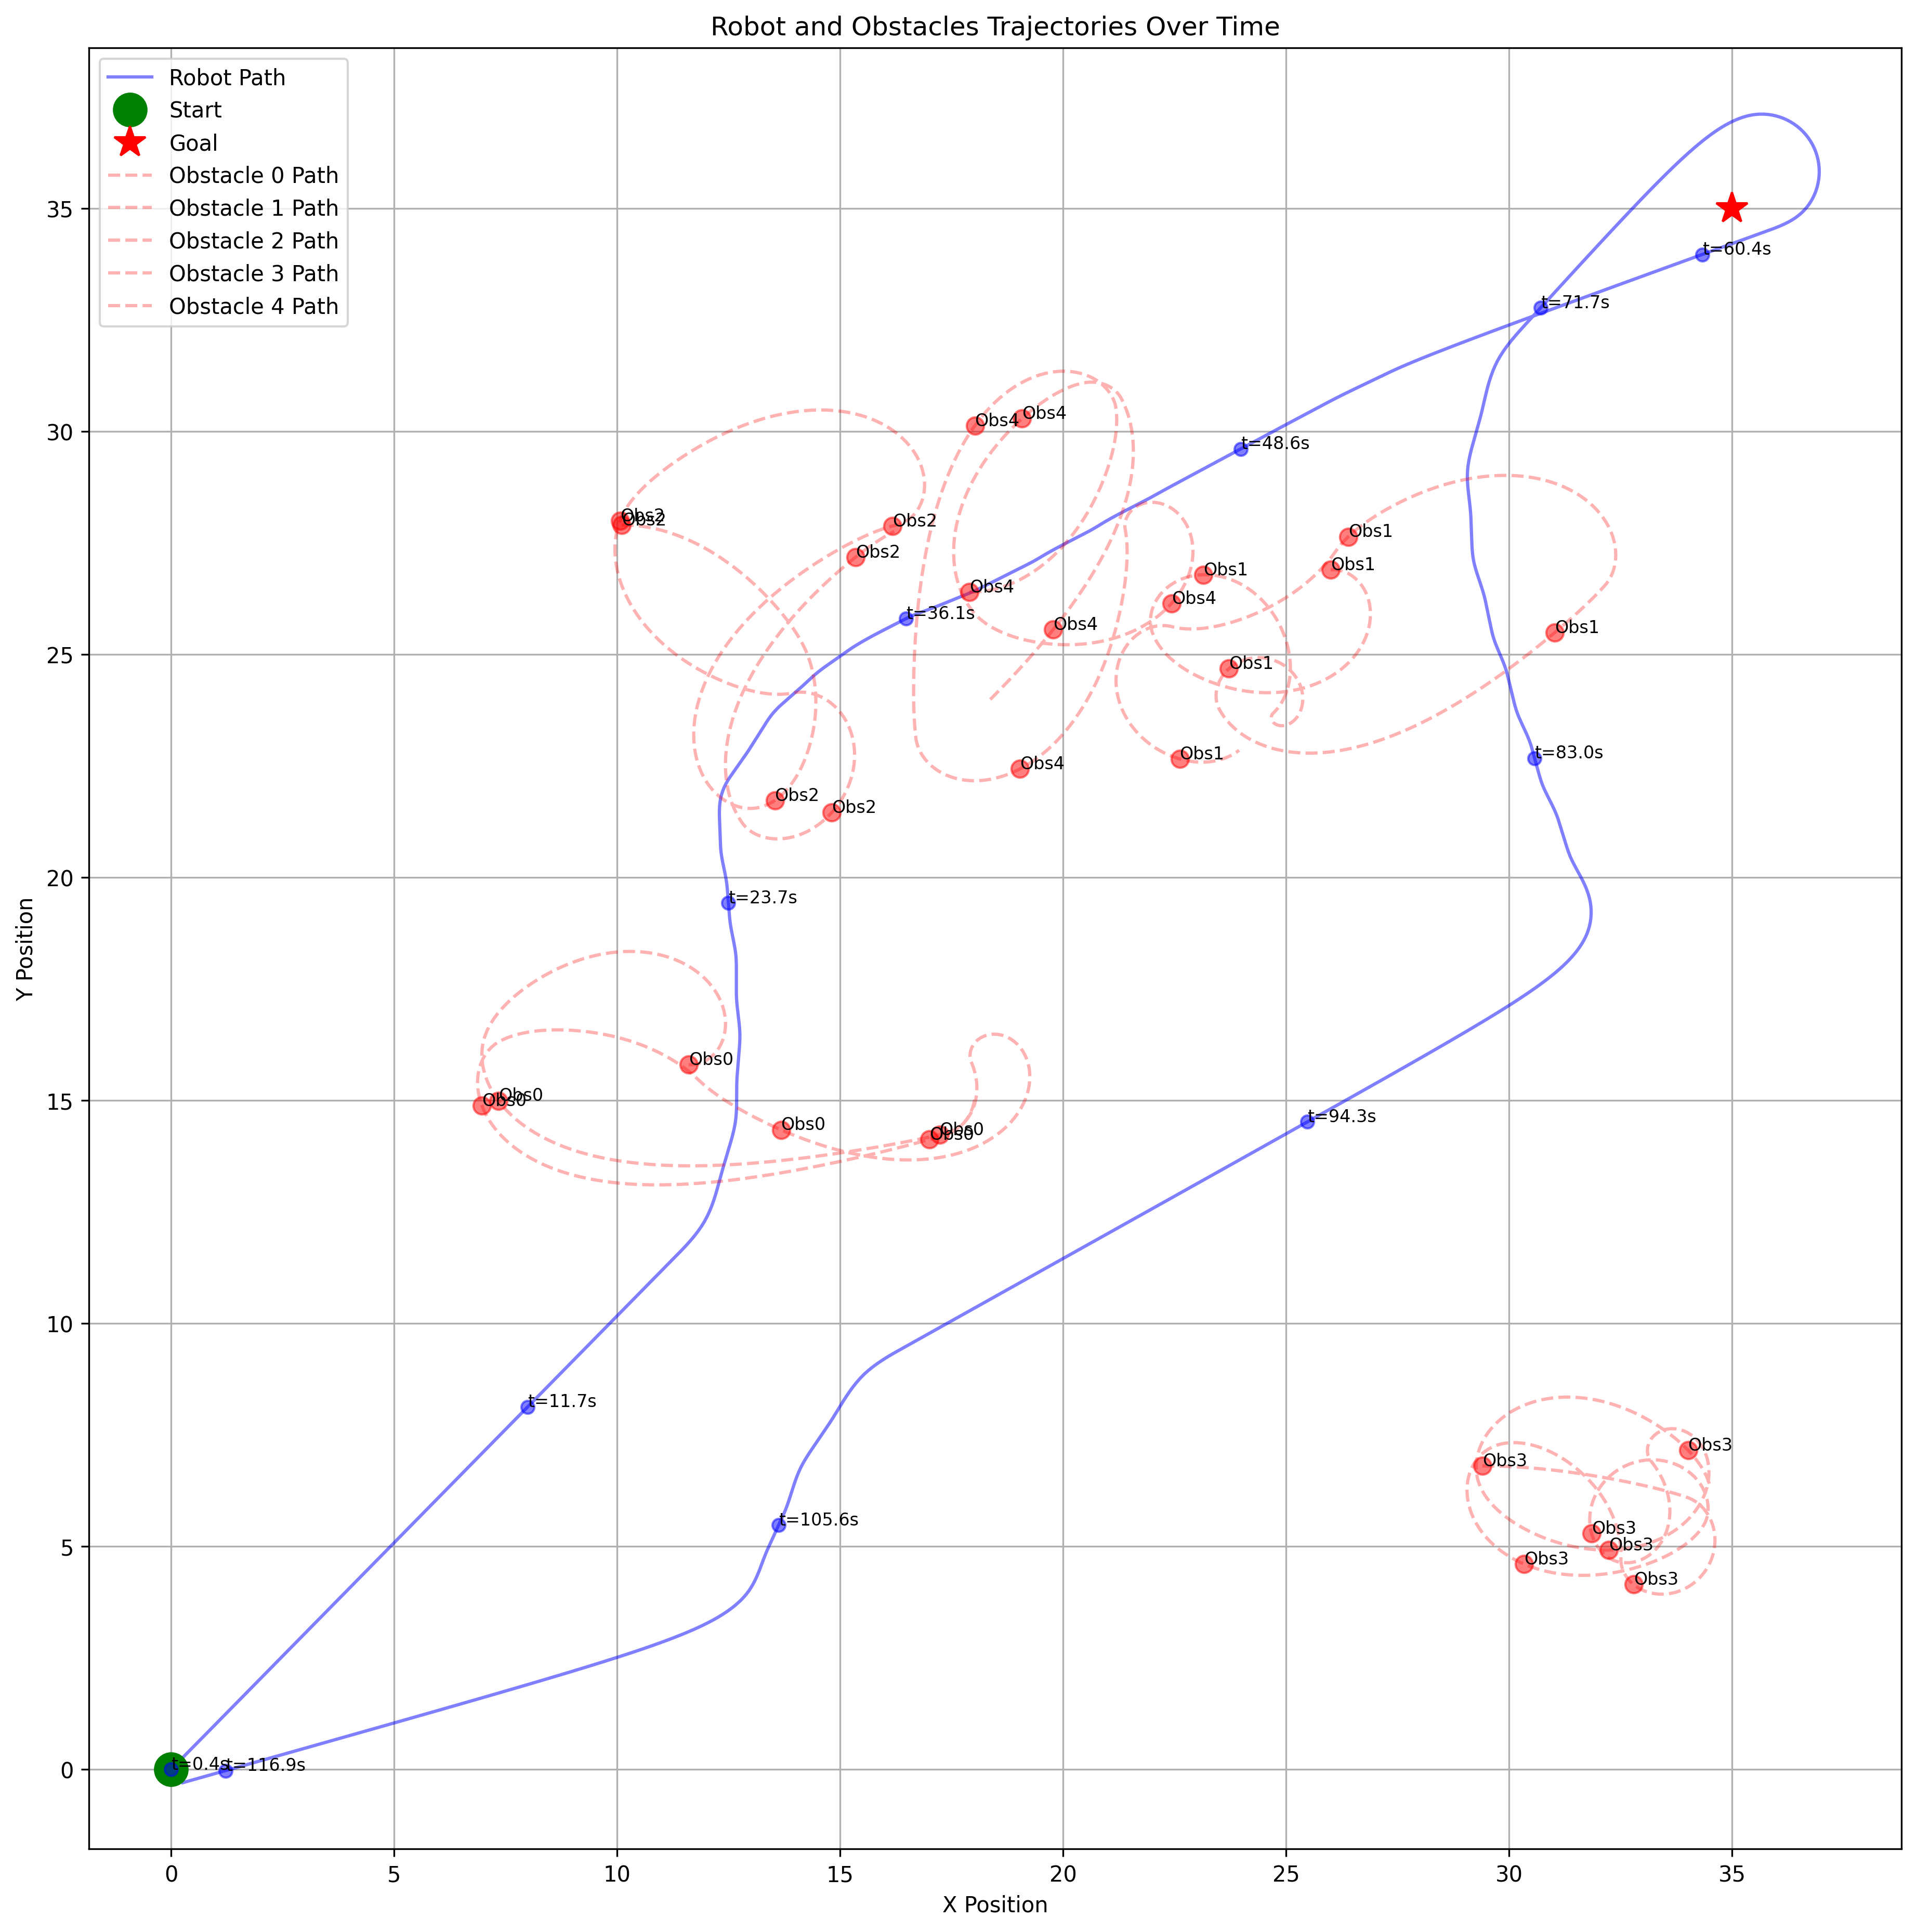 Robot and Obstacles Trajectories Over Time
Robot Path
Start
Goal
Obstacle 0 Path
Obstacle 1 Path
Obstacle 2 Path
Obstacle 3 Path
Obstacle 4 Path
35
30
25
20
15
10
5
0
Y Position
t=60.4s
t=71.7s
Obs4
Obs4
t=48.6s
Obs2
Obs2
Obs2
Obs1
Obs2
Obs1
Obs1
Obs4
Obs4
t=36.1s
Obs4
Obs1
Obs1
Obs1
Obs4
t=83.0s
Obs2
Obs2
t=23.7s
Obs0
Obs0
Obs0
Obs0
Obs0
Obs0
t=94.3s
t=11.7s
Obs3
Obs3
t=105.6s
Obs3
Obs3
Obs3
Obs3
t=0.4s
t=116.9s
0
5
10
15
20
25
30
35
X Position